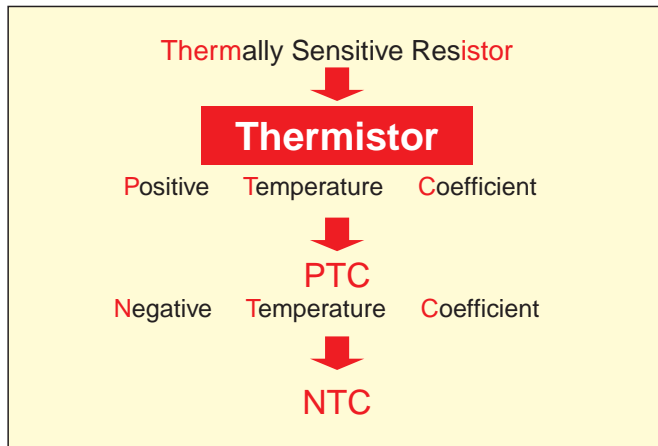 Thermally Sensitive Resistor
Thermistor
Positive Temperature Coefficient
PTC
Negative Temperature Coefficient
NTC